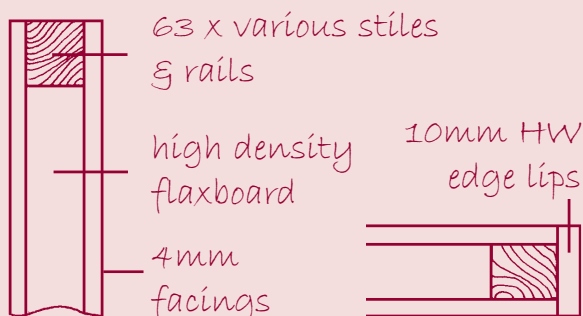 63 x various stiles
& rails
high density
flaxboard
10mm HW
edge lips
4mm
facings